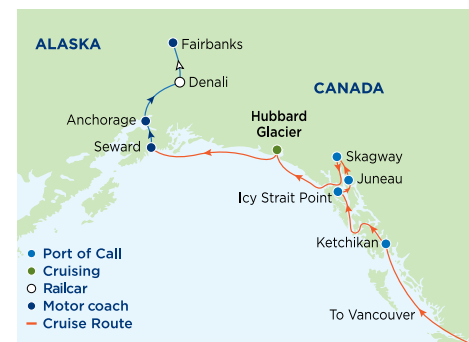 ALASKA
Fairbanks
Denali
CANADA
Anchorage
Hubbard
Glacier
Seward
Skagway
Juneau
Icy Strait Point
Ketchikan
Port of Call
Cruising
Railcar
Motor coach
Cruise Route
To Vancouver